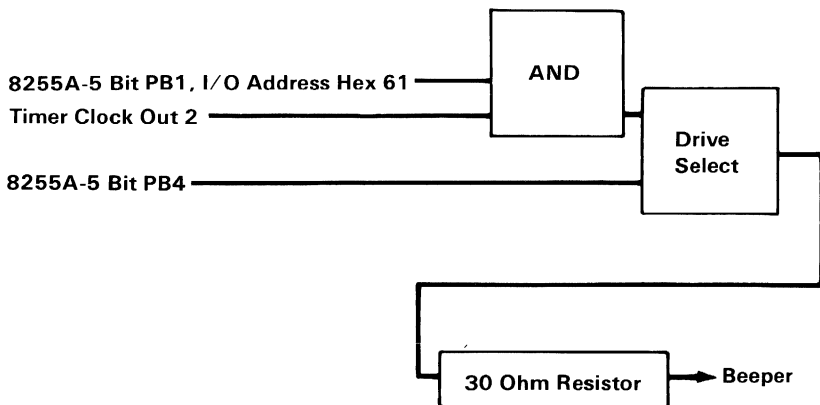 AND
8255A-5 Bit PB1, I/O Address Hex 61
Timer Clock Out 2
Drive
Select
8255A-5 Bit PB4
30 Ohm Resistor
Beeper